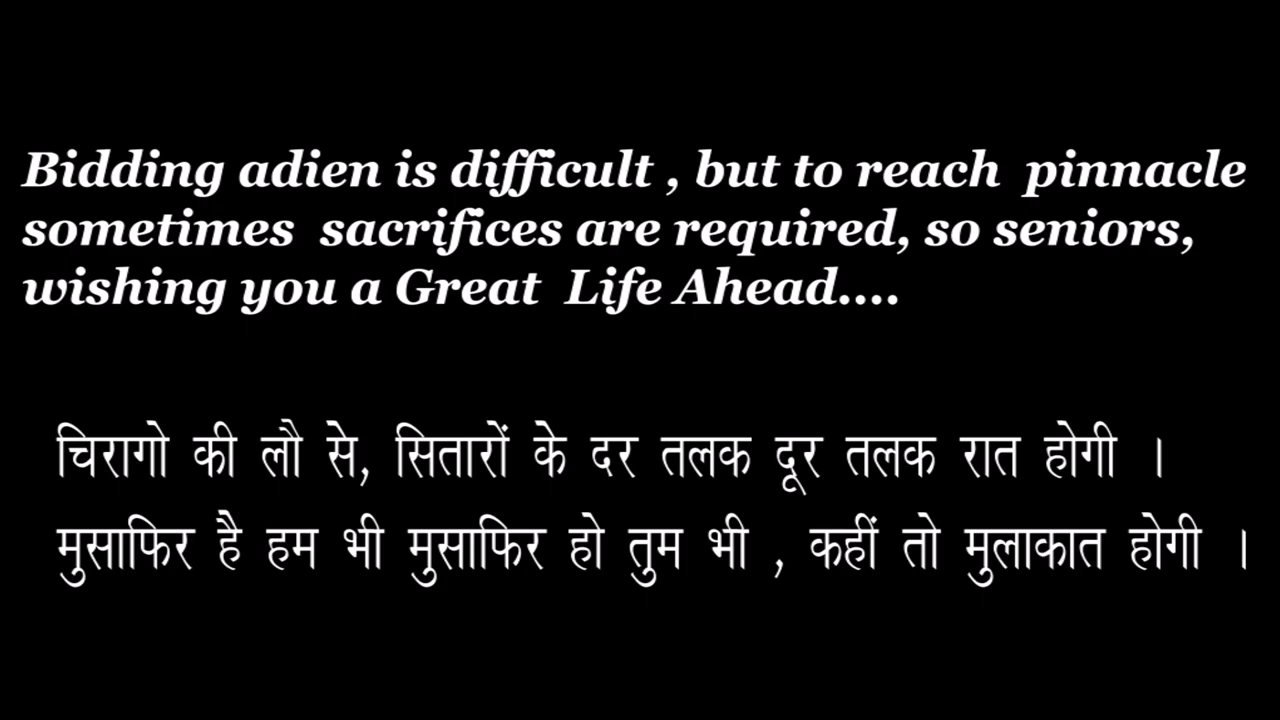 Bidding adien is difficult , but to reach pinnacle
sometimes sacrifices are required, so seniors,
wishing you a Great Life Ahead....
चिरागो की लौ से, सितारों के दर तलक दूर तलक रात होगी ।
मुसाफिर है हम भी मुसाफिर हो तुम भी , कहीं तो मुलाकात होगी ।